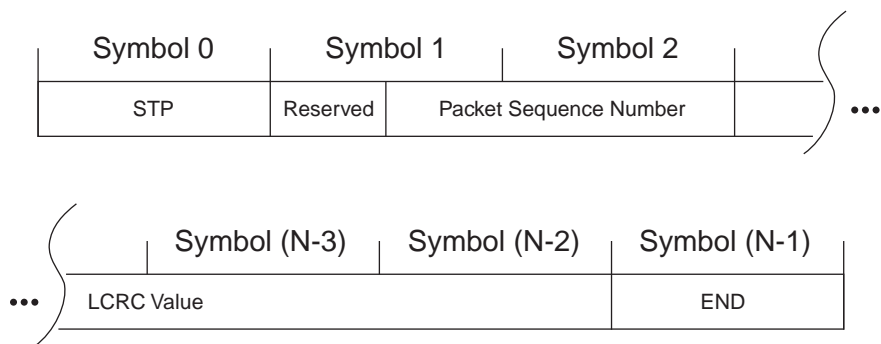 Symbol 0 Symbol 1 Symbol 2
STP Reserved Packet Sequence Number
•••
Symbol (N-3) Symbol (N-2) Symbol (N-1)
••• LCRC Value END